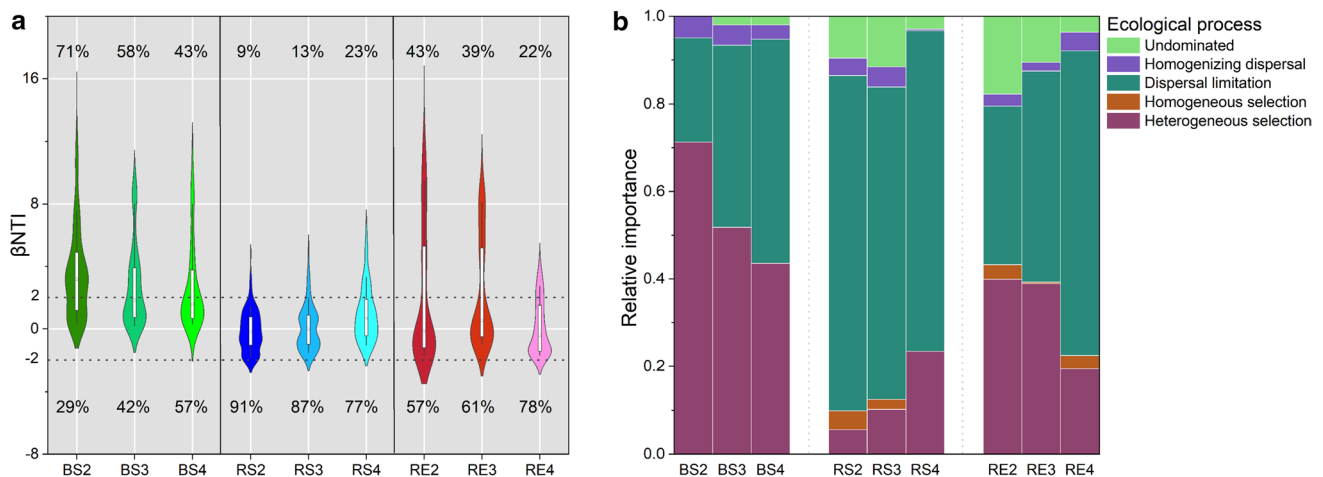 a
71% 58% 43% 9% 13% 23% 43% 39% 22%
16
8
2
0
-2
-8
βNTI
29% 42% 57% 91% 87% 77% 57% 61% 78%
BS2 BS3 BS4 RS2 RS3 RS4 RE2 RE3 RE4
b
1.0
0.8
0.6
0.4
0.2
0.0
Relative importance
BS2 BS3 BS4 RS2 RS3 RS4 RE2 RE3 RE4
Ecological process
Undominated
Homogenizing dispersal
Dispersal limitation
Homogeneous selection
Heterogeneous selection